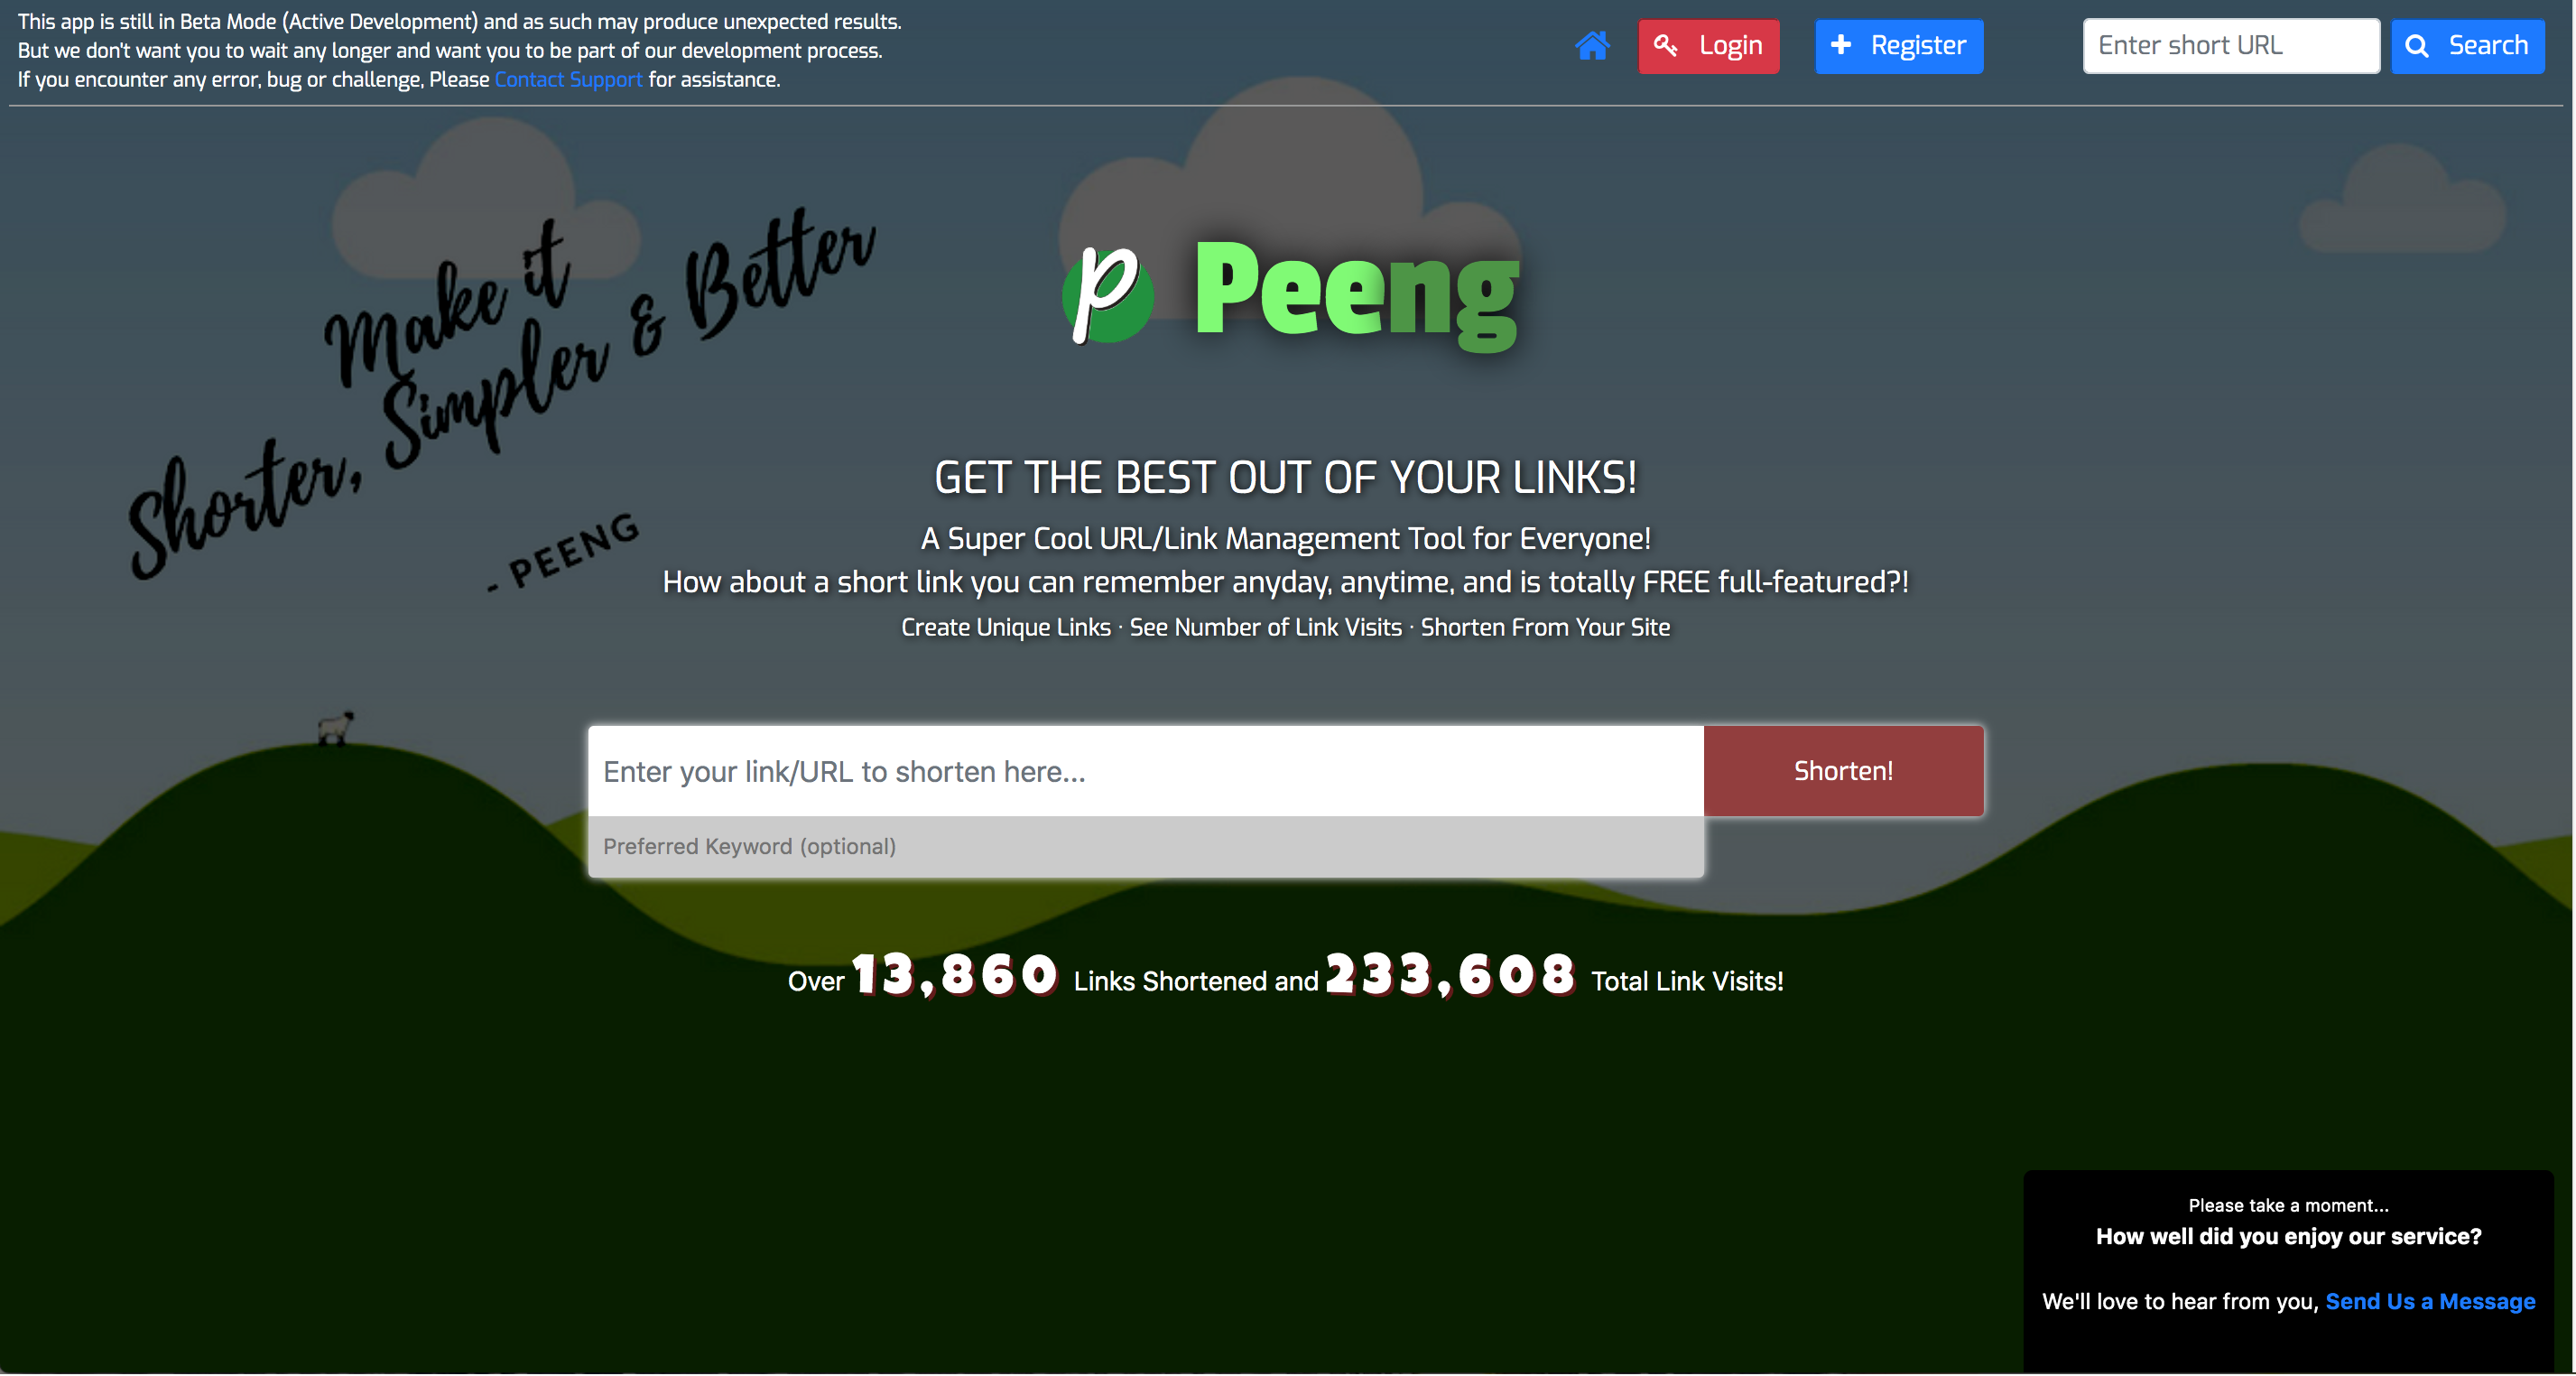 This app is still in Beta Mode (Active Development) and as such may produce unexpected results.
But we don't want you to wait any longer and want you to be part of our development process.
If you encounter any error, bug or challenge, Please Contact Support for assistance.
Login
Register
Enter short URL
Search
Make it
Shorter, Simpler & Better
- PEENG
p Peeng
GET THE BEST OUT OF YOUR LINKS!
A Super Cool URL/Link Management Tool for Everyone!
How about a short link you can remember anyday, anytime, and is totally FREE full-featured?!
Create Unique Links · See Number of Link Visits · Shorten From Your Site
Enter your link/URL to shorten here...
Shorten!
Preferred Keyword (optional)
Over 13,860 Links Shortened and 233,608 Total Link Visits!
Please take a moment...
How well did you enjoy our service?
We'll love to hear from you, Send Us a Message